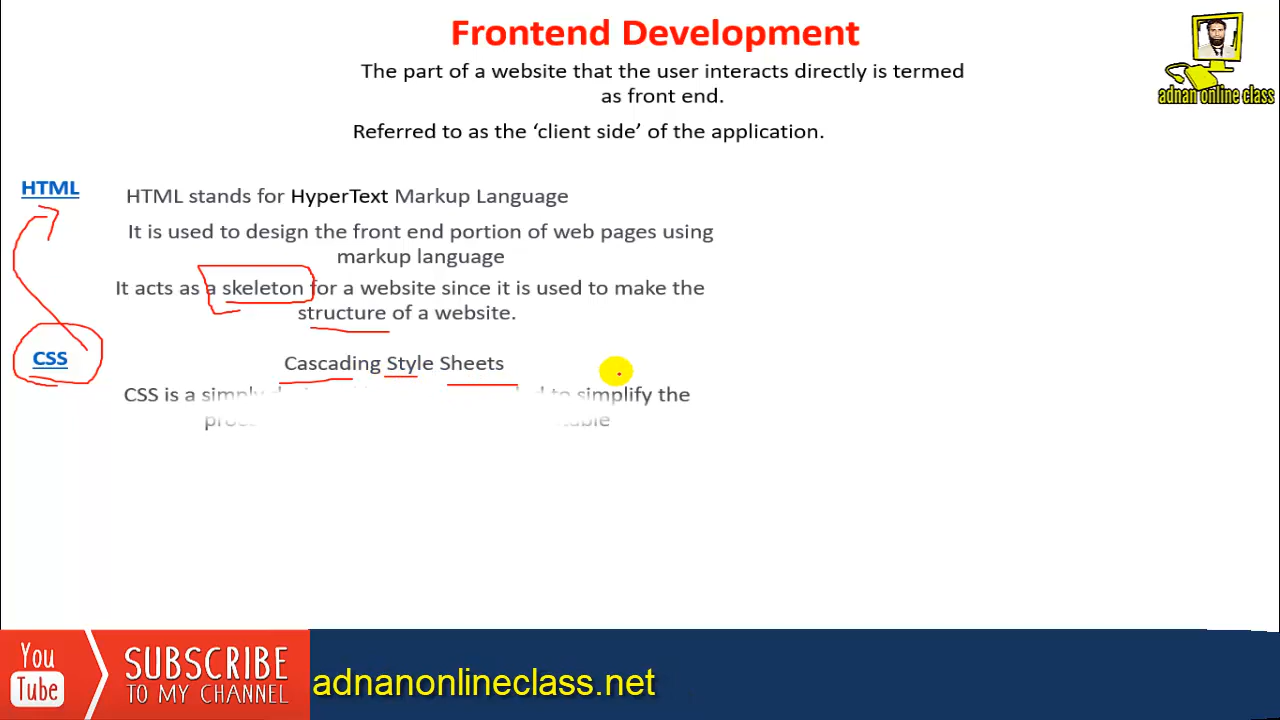 Frontend Development
The part of a website that the user interacts directly is termed
as front end.
Referred to as the ‘client side’ of the application.
adnan online class
HTML
HTML stands for HyperText Markup Language
It is used to design the front end portion of web pages using
markup language
It acts as a skeleton for a website since it is used to make the
structure of a website.
CSS
Cascading Style Sheets
CSS is a simply to simplify the
You
Tube
SUBSCRIBE
TO MY CHANNEL
adnanonlineclass.net